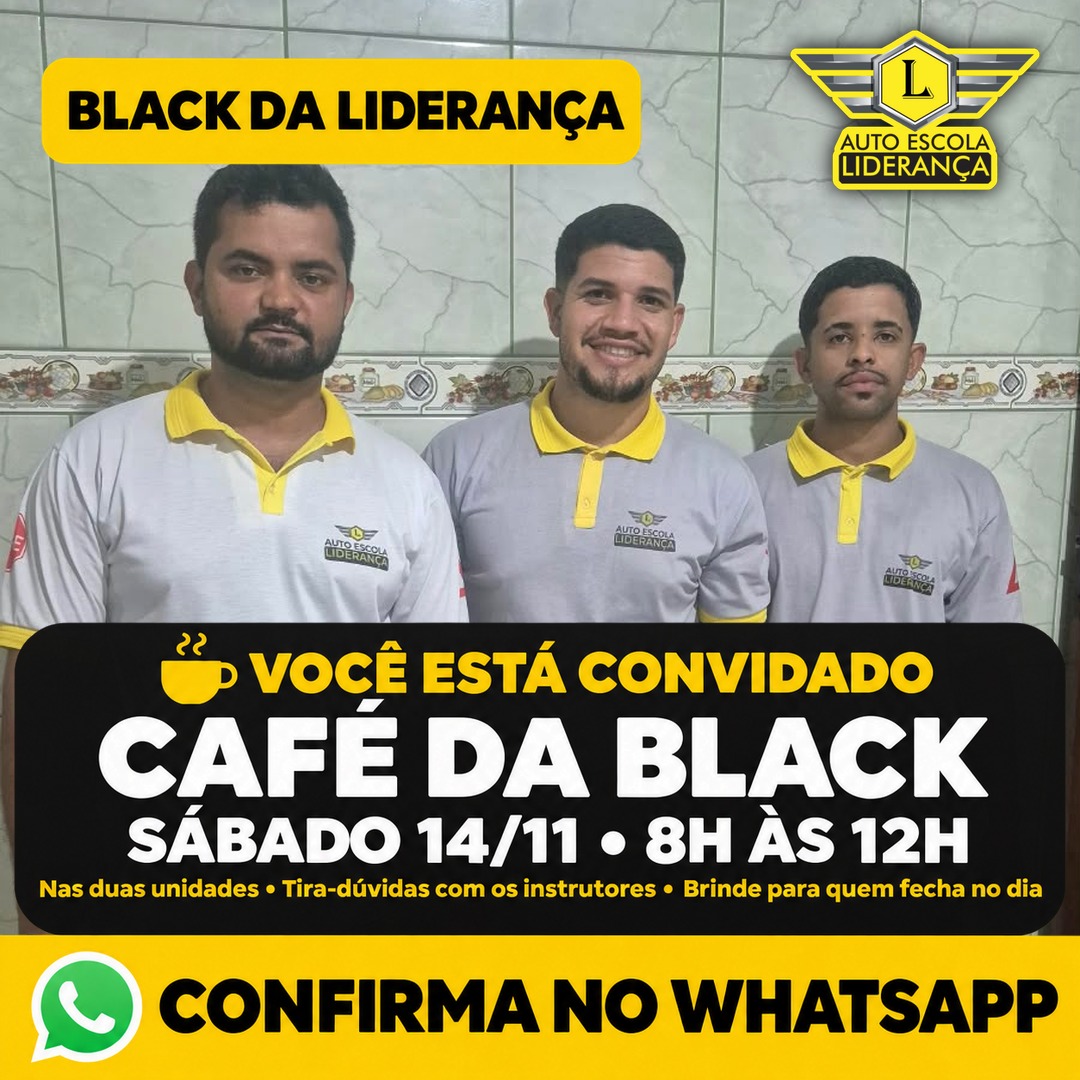 BLACK DA LIDERANÇA
L
AUTO ESCOLA
LIDERANÇA
L
AUTO ESCOLA
LIDERANÇA
L
AUTO ESCOLA
LIDERANÇA
L
AUTO ESCOLA
LIDERANÇA
VOCÊ ESTÁ CONVIDADO
CAFÉ DA BLACK
SÁBADO 14/11 • 8H ÀS 12H
Nas duas unidades • Tira-dúvidas com os instrutores • Brinde para quem fecha no dia
CONFIRMA NO WHATSAPP